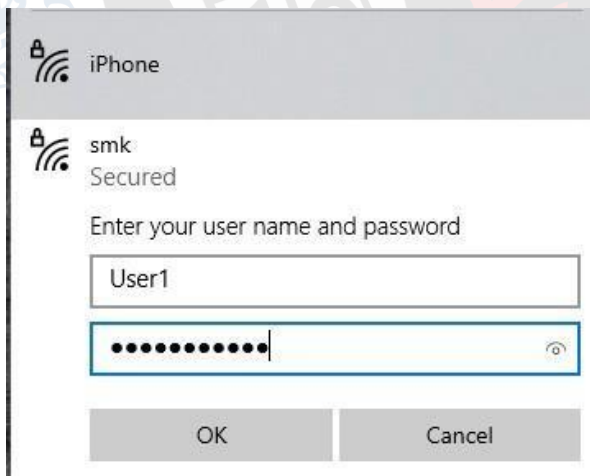 iPhone
smk
Secured
Enter your user name and password
User1
●●●●●●●●●●●
OK
Cancel